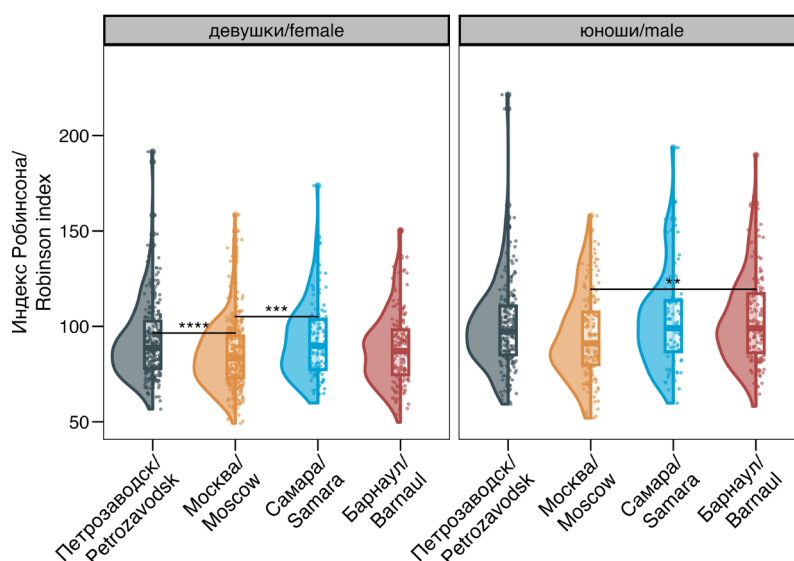 девушки/female
юноши/male
Индекс Робинсона/
Robinson index
200
150
100
50
****
***
**
Петрозаводск/
Petrozavodsk
Москва/
Moscow
Самара/
Samara
Барнаул/
Barnaul
Петрозаводск/
Petrozavodsk
Москва/
Moscow
Самара/
Samara
Барнаул/
Barnaul